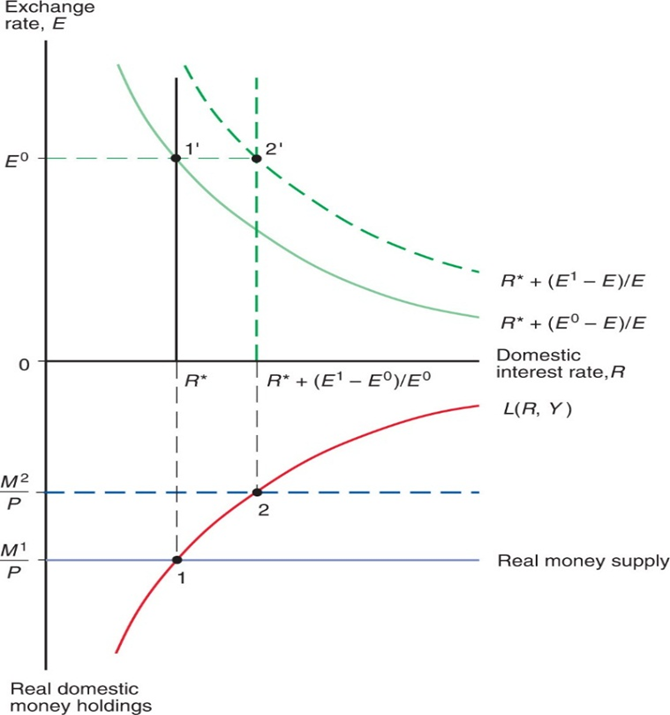 Exchange
rate, E
1'
2'
E⁰
R* + (E¹ – E)/E
R* + (E⁰ – E)/E
0
Domestic
interest rate, R
R*
R* + (E¹ – E⁰)/E⁰
L(R, Y)
M²
P
2
M¹
P
Real money supply
1
Real domestic
money holdings